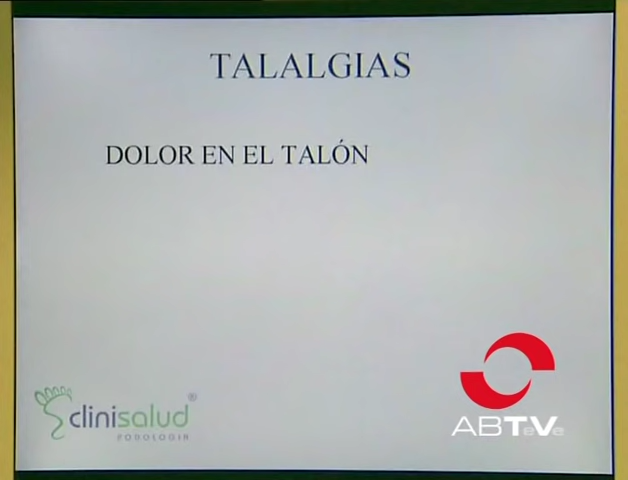 TALALGIAS
DOLOR EN EL TALÓN
clinisalud®
PODOLOGIA
ABTeVe